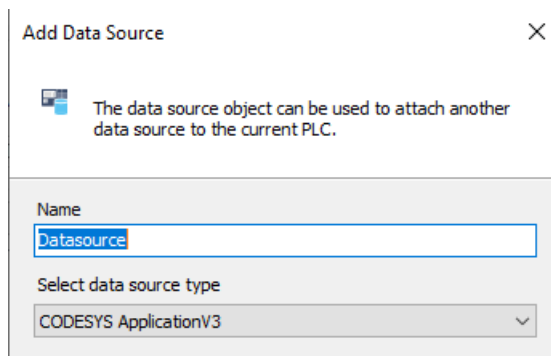 Add Data Source
The data source object can be used to attach another
data source to the current PLC.
Name
Datasource
Select data source type
CODESYS ApplicationV3